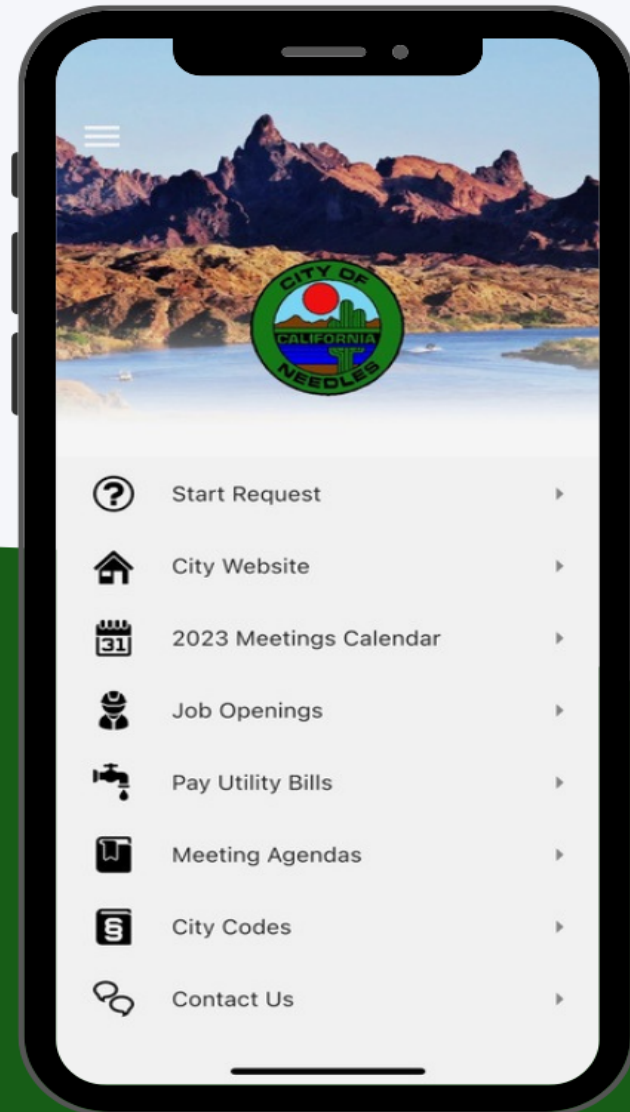 CITY OF
CALIFORNIA
NEEDLES
Start Request
City Website
31
2023 Meetings Calendar
Job Openings
Pay Utility Bills
Meeting Agendas
§
City Codes
Contact Us